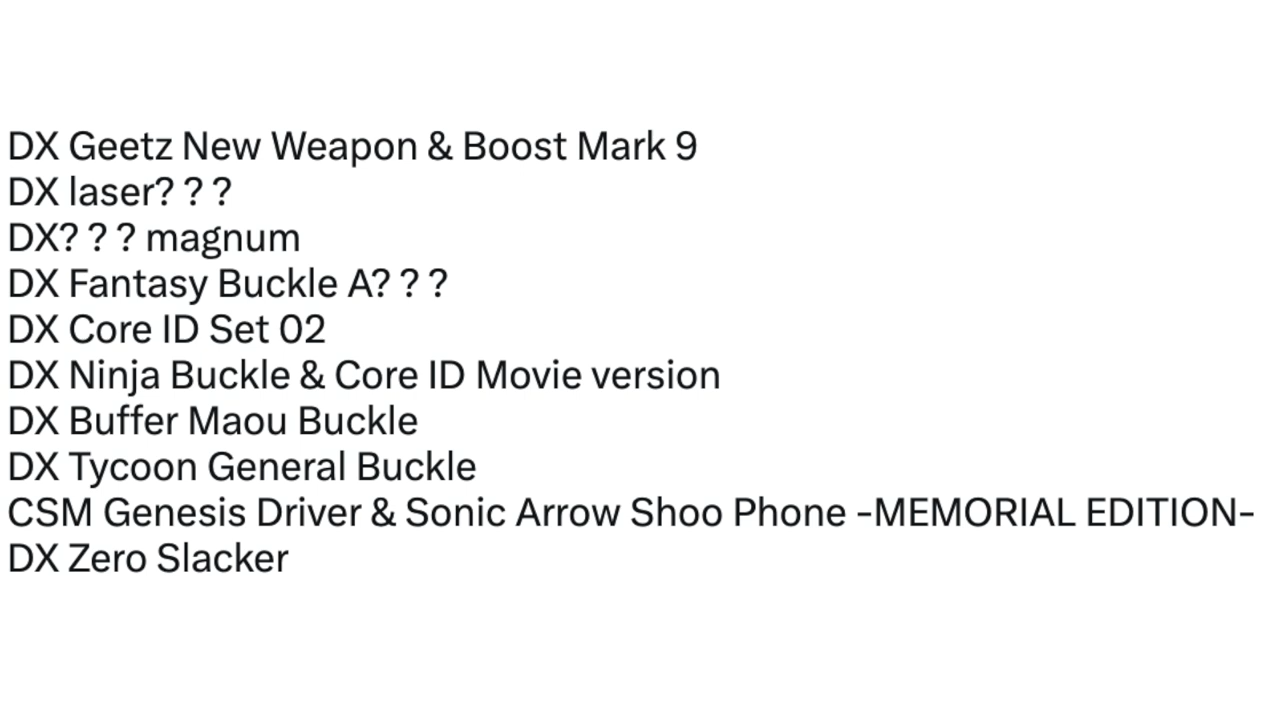 DX Geetz New Weapon & Boost Mark 9
DX laser? ? ?
DX? ? ? magnum
DX Fantasy Buckle A? ? ?
DX Core ID Set 02
DX Ninja Buckle & Core ID Movie version
DX Buffer Maou Buckle
DX Tycoon General Buckle
CSM Genesis Driver & Sonic Arrow Shoo Phone -MEMORIAL EDITION-
DX Zero Slacker